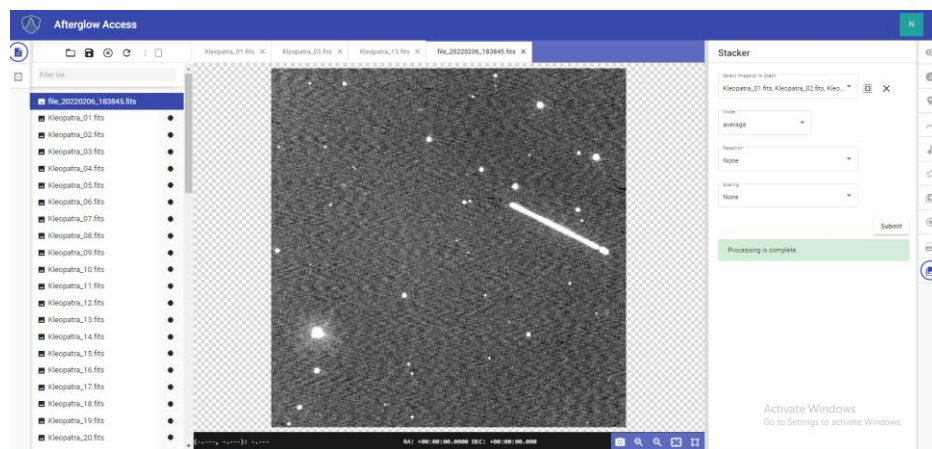 Afterglow Access
N
Kleopatra_01.fits
Kleopatra_03.fits
Kleopatra_13.fits
file_20220206_183845.fits
Filter list...
file_20220206_183845.fits
Kleopatra_01.fits
Kleopatra_02.fits
Kleopatra_03.fits
Kleopatra_04.fits
Kleopatra_05.fits
Kleopatra_06.fits
Kleopatra_07.fits
Kleopatra_08.fits
Kleopatra_09.fits
Kleopatra_10.fits
Kleopatra_11.fits
Kleopatra_12.fits
Kleopatra_13.fits
Kleopatra_14.fits
Kleopatra_15.fits
Kleopatra_16.fits
Kleopatra_17.fits
Kleopatra_18.fits
Kleopatra_19.fits
Kleopatra_20.fits
(-.---, -.---): -.---
RA: +00:00:00.0000 DEC: +00:00:00.000
Stacker
Select Image(s) to Stack
Kleopatra_01.fits, Kleopatra_02.fits, Kleo...
Mode
average
Rejection
None
Scaling
None
Submit
Processing is complete.
Activate Windows
Go to Settings to activate Windows.